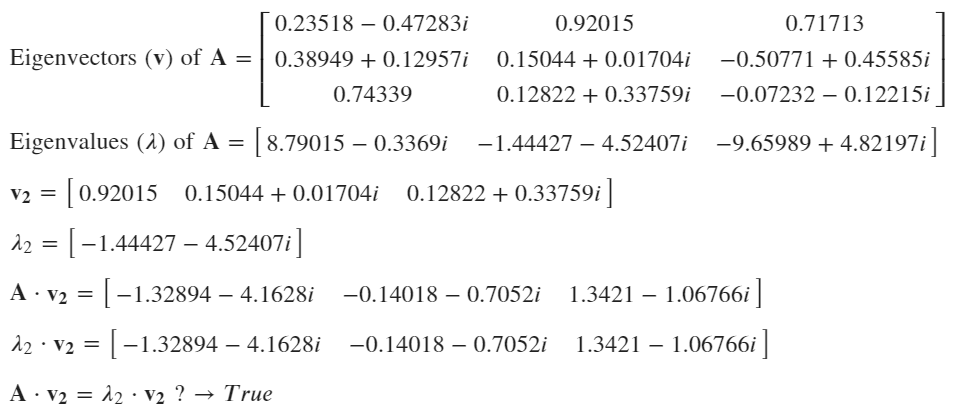 0.23518 − 0.47283i 0.92015 0.71713
Eigenvectors (v) of A = 0.38949 + 0.12957i 0.15044 + 0.01704i −0.50771 + 0.45585i
0.74339 0.12822 + 0.33759i −0.07232 − 0.12215i
Eigenvalues (λ) of A = [8.79015 − 0.3369i −1.44427 − 4.52407i −9.65989 + 4.82197i]
v₂ = [0.92015 0.15044 + 0.01704i 0.12822 + 0.33759i]
λ₂ = [−1.44427 − 4.52407i]
A · v₂ = [−1.32894 − 4.1628i −0.14018 − 0.7052i 1.3421 − 1.06766i]
λ₂ · v₂ = [−1.32894 − 4.1628i −0.14018 − 0.7052i 1.3421 − 1.06766i]
A · v₂ = λ₂ · v₂ ? → True